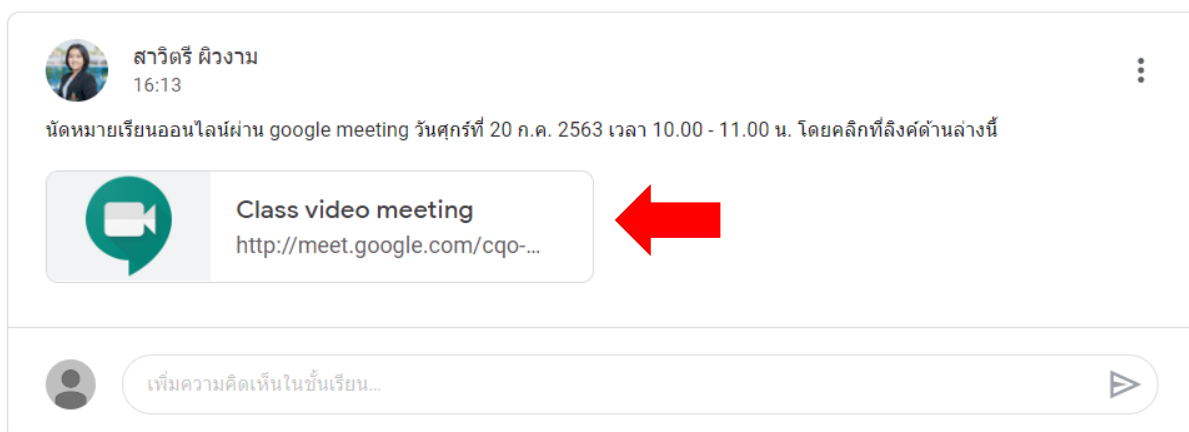 สาวิตรี ผิวงาม
16:13
นัดหมายเรียนออนไลน์ผ่าน google meeting วันศุกร์ที่ 20 ก.ค. 2563 เวลา 10.00 - 11.00 น. โดยคลิกที่ลิงค์ด้านล่างนี้
Class video meeting
http://meet.google.com/cqo-...
เพิ่มความคิดเห็นในชั้นเรียน...